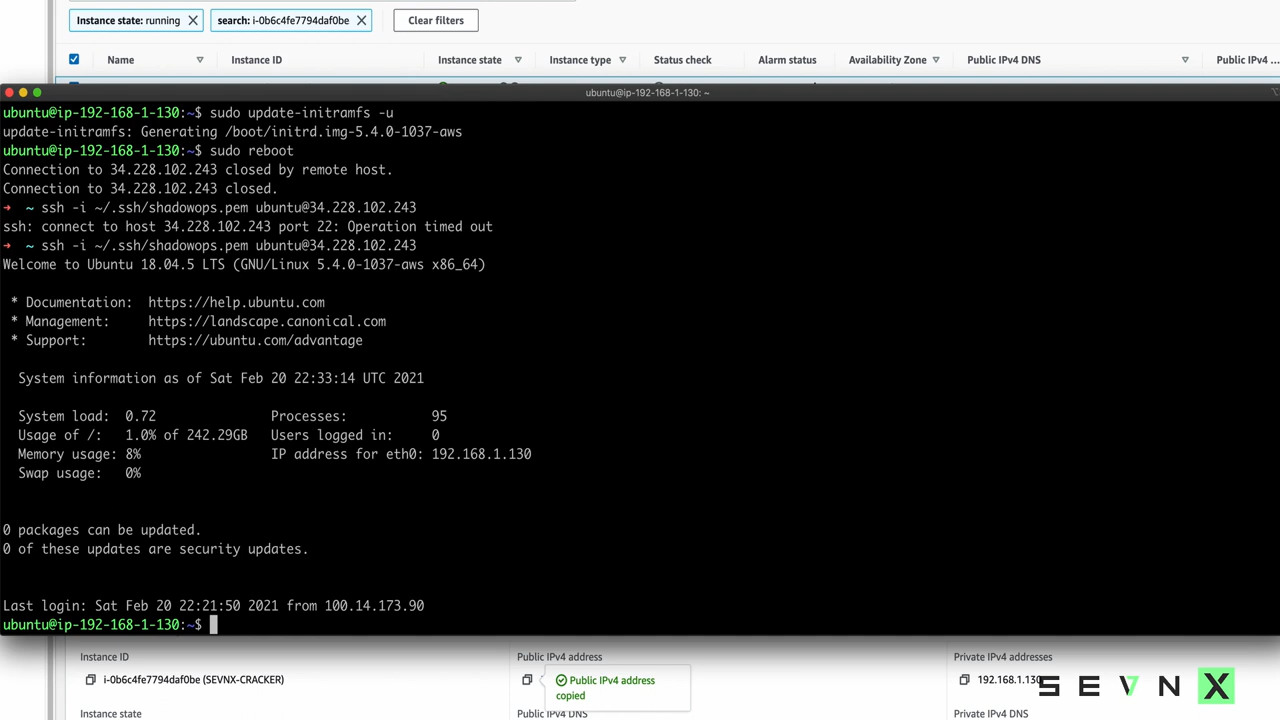 Instance state: running
search: i-0b6c4fe7794daf0be
Clear filters
Name Instance ID Instance state Instance type Status check Alarm status Availability Zone Public IPv4 DNS Public IPv4 ...
ubuntu@ip-192-168-1-130: ~
ubuntu@ip-192-168-1-130:~$ sudo update-initramfs -u
update-initramfs: Generating /boot/initrd.img-5.4.0-1037-aws
ubuntu@ip-192-168-1-130:~$ sudo reboot
Connection to 34.228.102.243 closed by remote host.
Connection to 34.228.102.243 closed.
➜ ~ ssh -i ~/.ssh/shadowops.pem ubuntu@34.228.102.243
ssh: connect to host 34.228.102.243 port 22: Operation timed out
➜ ~ ssh -i ~/.ssh/shadowops.pem ubuntu@34.228.102.243
Welcome to Ubuntu 18.04.5 LTS (GNU/Linux 5.4.0-1037-aws x86_64)
* Documentation: https://help.ubuntu.com
* Management: https://landscape.canonical.com
* Support: https://ubuntu.com/advantage
System information as of Sat Feb 20 22:33:14 UTC 2021
System load: 0.72 Processes: 95
Usage of /: 1.0% of 242.29GB Users logged in: 0
Memory usage: 8% IP address for eth0: 192.168.1.130
Swap usage: 0%
0 packages can be updated.
0 of these updates are security updates.
Last login: Sat Feb 20 22:21:50 2021 from 100.14.173.90
ubuntu@ip-192-168-1-130:~$
Instance ID Public IPv4 address Private IPv4 addresses
i-0b6c4fe7794daf0be (SEVNX-CRACKER)
Public IPv4 address
copied
192.168.1.130
SEVNX
Instance state Public IPv4 DNS Private IPv4 DNS